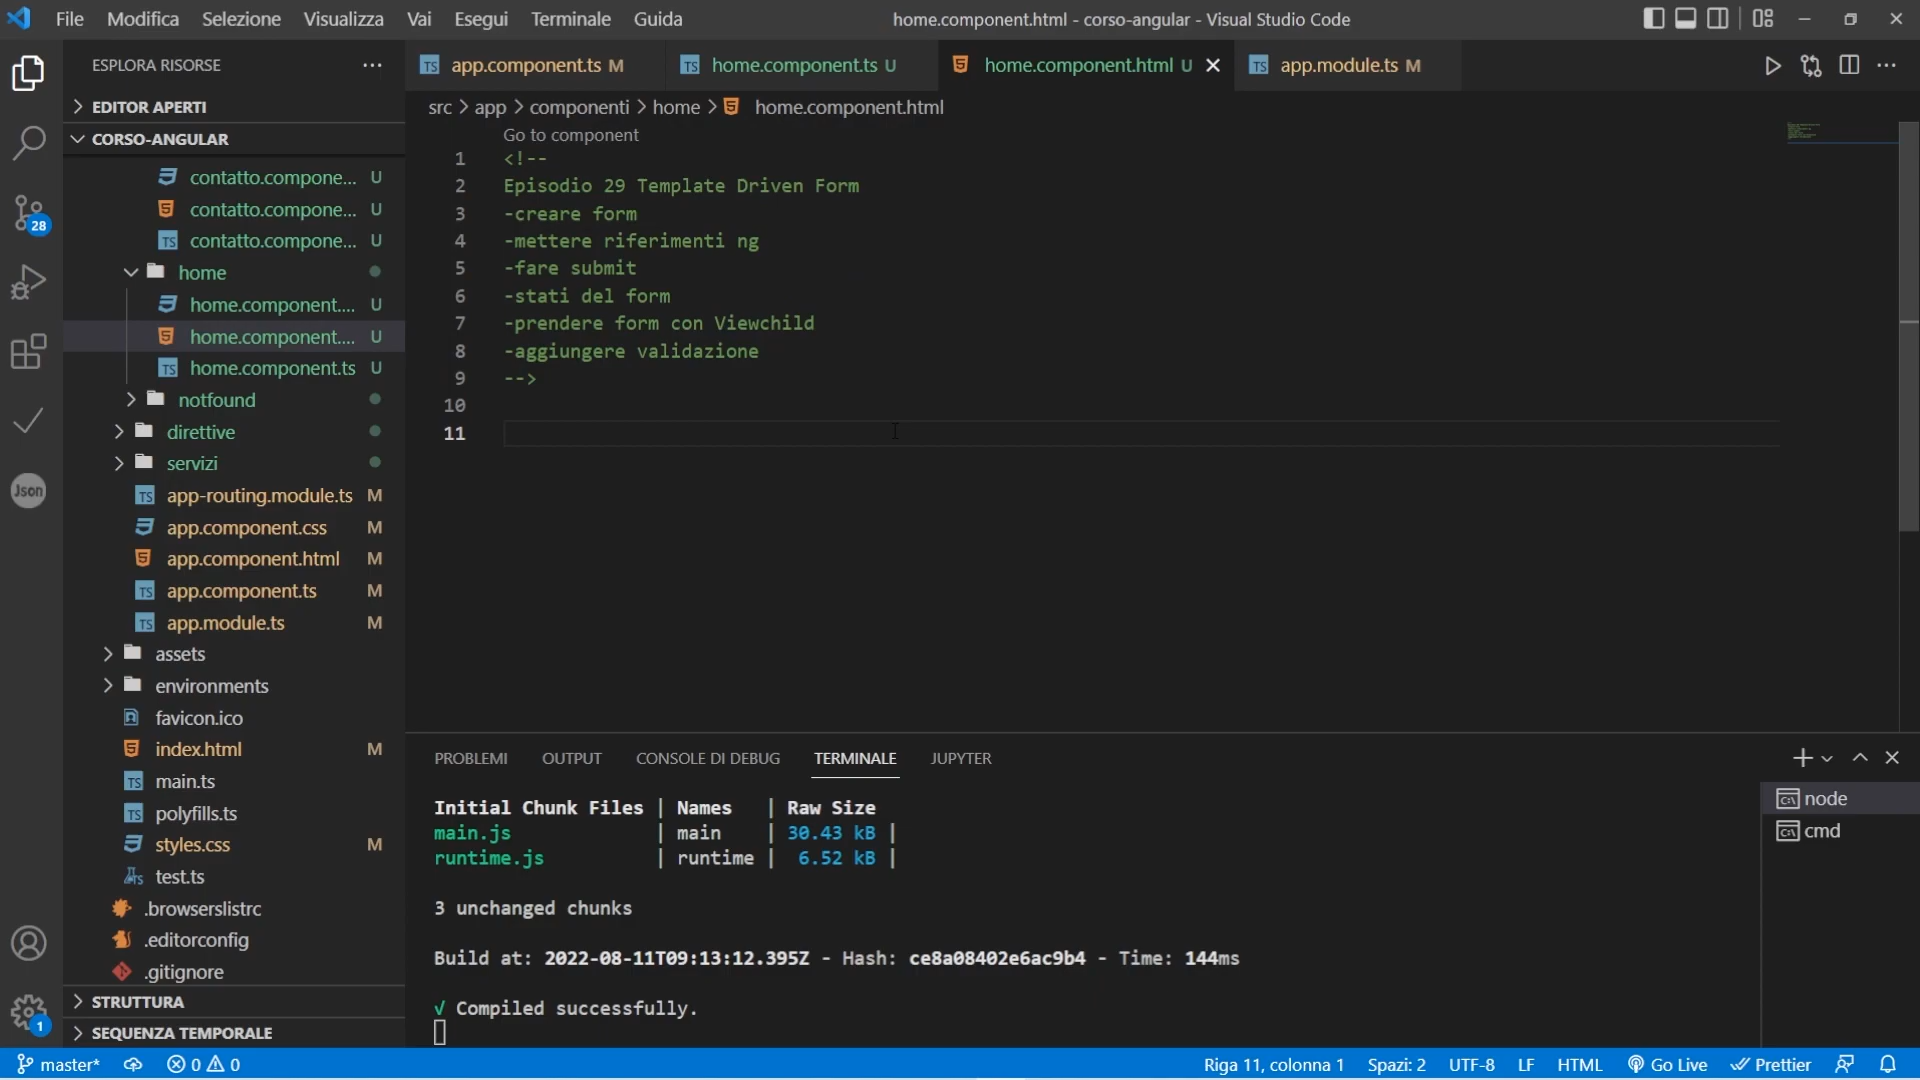 File Modifica Selezione Visualizza Vai Esegui Terminale Guida
home.component.html - corso-angular - Visual Studio Code
ESPLORA RISORSE
EDITOR APERTI
CORSO-ANGULAR
contatto.compone... U
contatto.compone... U
contatto.compone... U
home
home.component.... U
home.component.... U
home.component.ts U
notfound
direttive
servizi
app-routing.module.ts M
app.component.css M
app.component.html M
app.component.ts M
app.module.ts M
assets
environments
favicon.ico
index.html M
main.ts
polyfills.ts
styles.css M
test.ts
.browserslistrc
.editorconfig
.gitignore
STRUTTURA
SEQUENZA TEMPORALE
28
Json
1
app.component.ts M
home.component.ts U
home.component.html U
app.module.ts M
src > app > componenti > home > home.component.html
Go to component
1 <!--
2 Episodio 29 Template Driven Form
3 -creare form
4 -mettere riferimenti ng
5 -fare submit
6 -stati del form
7 -prendere form con Viewchild
8 -aggiungere validazione
9 -->
10
11
PROBLEMI OUTPUT CONSOLE DI DEBUG TERMINALE JUPYTER
Initial Chunk Files | Names | Raw Size
main.js | main | 30.43 kB |
runtime.js | runtime | 6.52 kB |
3 unchanged chunks
Build at: 2022-08-11T09:13:12.395Z - Hash: ce8a08402e6ac9b4 - Time: 144ms
√ Compiled successfully.
node
cmd
master* 0 0
Riga 11, colonna 1 Spazi: 2 UTF-8 LF HTML Go Live Prettier